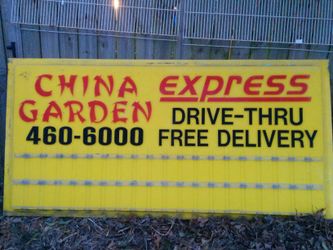 CHINA express
GARDEN DRIVE-THRU
460-6000 FREE DELIVERY